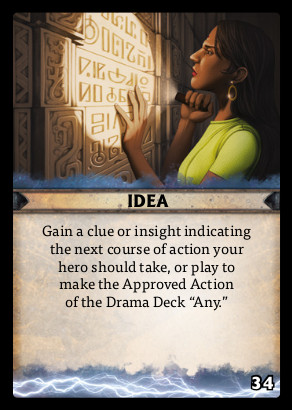 IDEA
Gain a clue or insight indicating
the next course of action your
hero should take, or play to
make the Approved Action
of the Drama Deck “Any.”
34